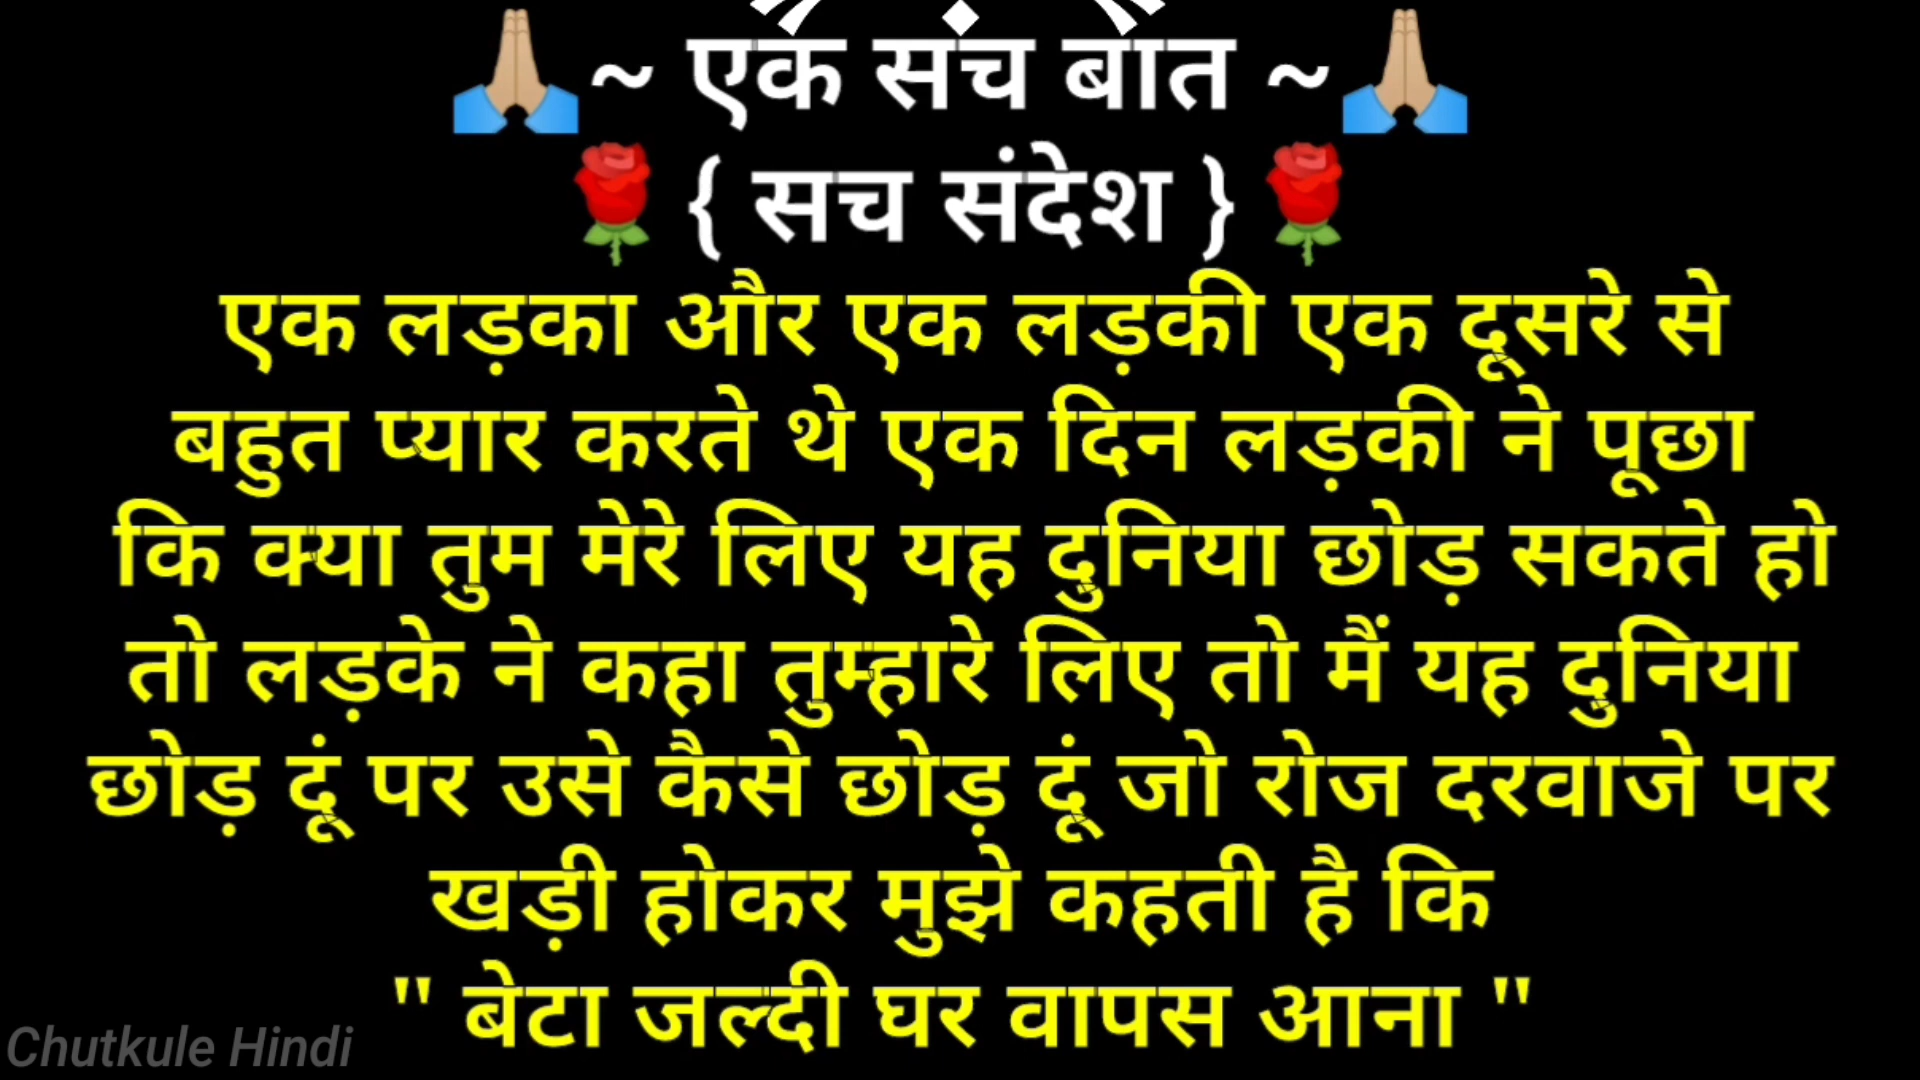 🙏~ एक सच बात ~🙏
🌹{ सच संदेश }🌹
एक लड़का और एक लड़की एक दूसरे से
बहुत प्यार करते थे एक दिन लड़की ने पूछा
कि क्या तुम मेरे लिए यह दुनिया छोड़ सकते हो
तो लड़के ने कहा तुम्हारे लिए तो मैं यह दुनिया
छोड़ दूं पर उसे कैसे छोड़ दूं जो रोज दरवाजे पर
खड़ी होकर मुझे कहती है कि
" बेटा जल्दी घर वापस आना "
Chutkule Hindi